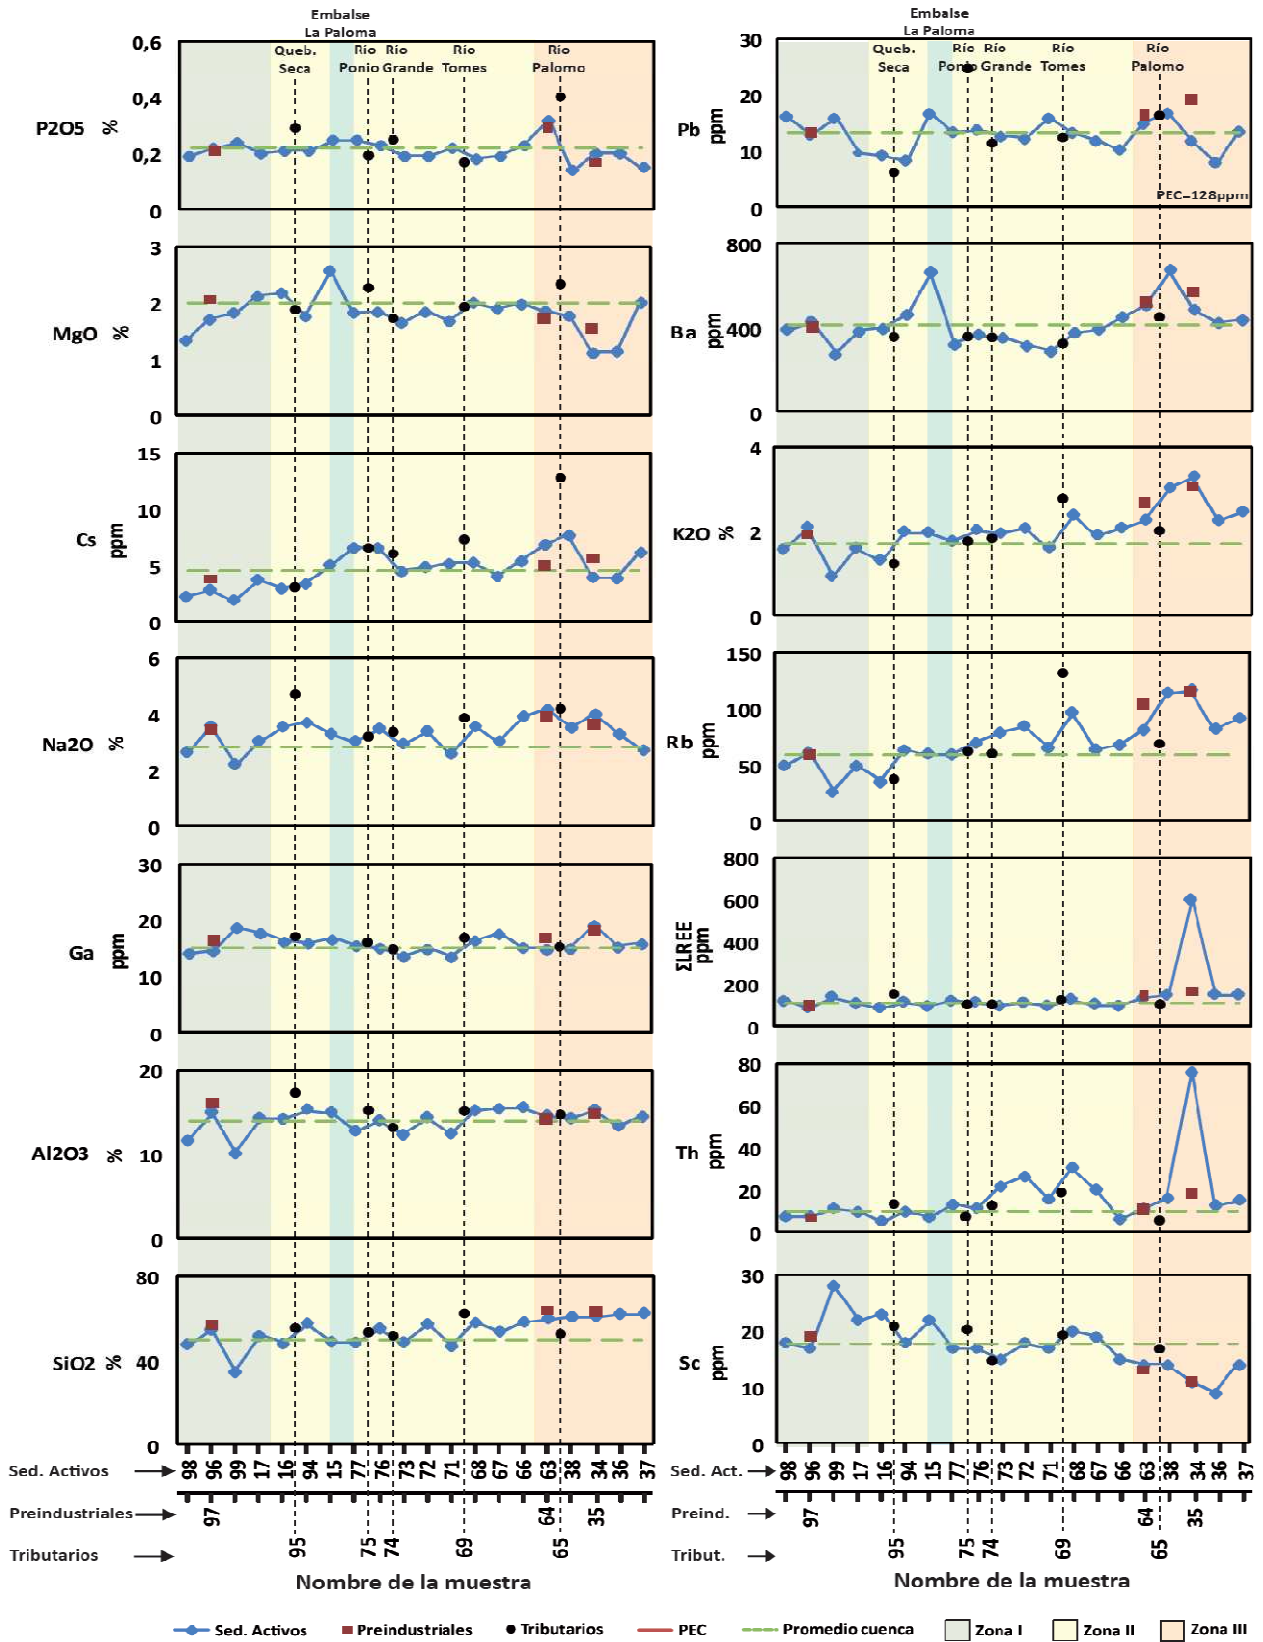 Embalse
La Paloma
Queb.
Seca
Río
Ponio
Río
Grande
Río
Tomes
Río
Palomo
0,6
0,4
0,2
0
P2O5 %
3
2
1
0
MgO %
15
10
5
0
Cs ppm
6
4
2
0
Na2O %
30
20
10
0
Ga ppm
20
10
0
Al2O3 %
80
40
0
SiO2 %
Sed. Activos
98 96 99 17 16 94 15 77 76 73 72 71 68 67 66 63 38 34 36 37
Preindustriales
97 64 35
Tributarios
95 75 74 69 65
Nombre de la muestra
Embalse
La Paloma
Queb.
Seca
Río
Ponio
Río
Grande
Río
Tomes
Río
Palomo
30
20
10
0
Pb ppm
PEC=128ppm
800
400
0
Ba ppm
4
2
0
K2O %
150
100
50
0
Rb ppm
800
600
400
200
0
ΣLREE ppm
80
60
40
20
0
Th ppm
30
20
10
0
Sc ppm
Sed. Act.
98 96 99 17 16 94 15 77 76 73 72 71 68 67 66 63 38 34 36 37
Preind.
97 64 35
Tribut.
95 75 74 69 65
Nombre de la muestra
Sed. Activos Preindustriales Tributarios PEC Promedio cuenca Zona I Zona II Zona III